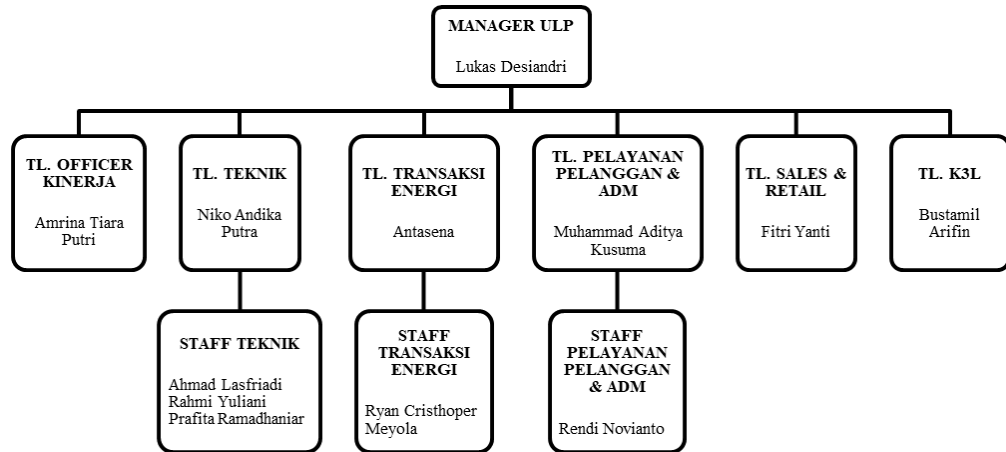 MANAGER ULP
Lukas Desiandri
TL. OFFICER
KINERJA
Amrina Tiara
Putri
TL. TEKNIK
Niko Andika
Putra
TL. TRANSAKSI
ENERGI
Antasena
TL. PELAYANAN
PELANGGAN &
ADM
Muhammad Aditya
Kusuma
TL. SALES &
RETAIL
Fitri Yanti
TL. K3L
Bustamil
Arifin
STAFF TEKNIK
Ahmad Lasfriadi
Rahmi Yuliani
Prafita Ramadhaniar
STAFF
TRANSAKSI
ENERGI
Ryan Cristhoper
Meyola
STAFF
PELAYANAN
PELANGGAN
& ADM
Rendi Novianto